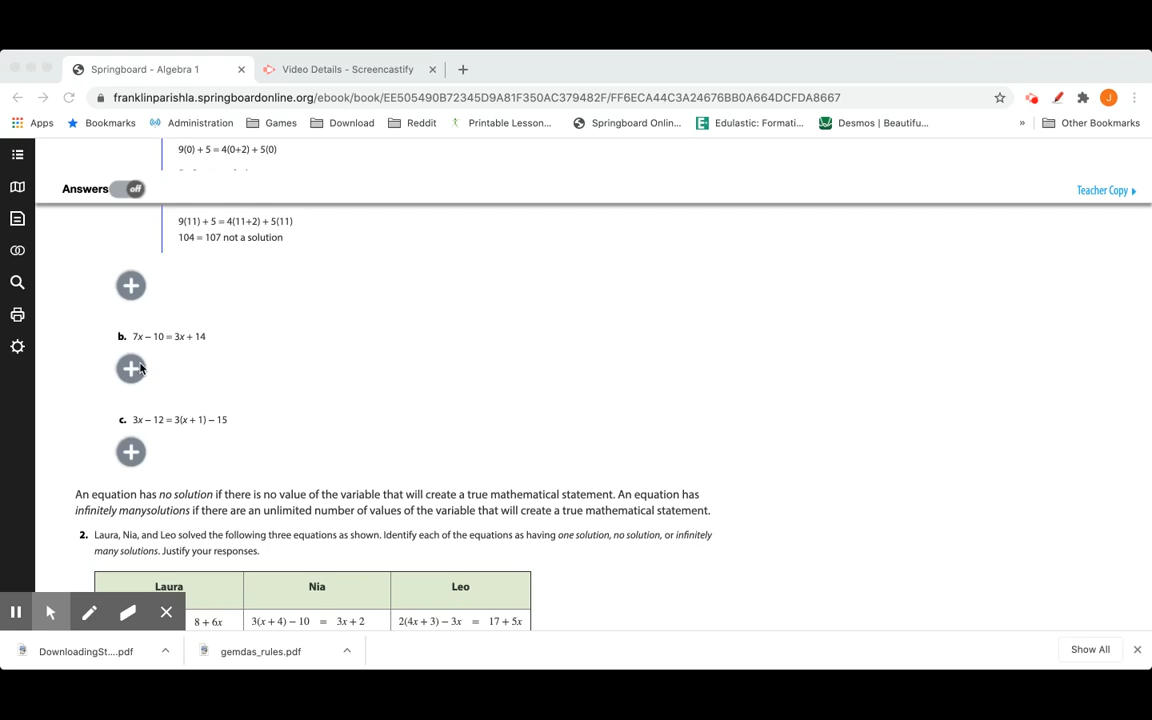 Springboard - Algebra 1
Video Details - Screencastify
franklinparishla.springboardonline.org/ebook/book/EE505490B72345D9A81F350AC379482F/FF6ECA44C3A24676BB0A664DCFDA8667
J
Apps Bookmarks Administration Games Download Reddit Printable Lesson... Springboard Onlin... Edulastic: Formati... Desmos | Beautifu... » Other Bookmarks
9(0) + 5 = 4(0+2) + 5(0)
Answers off Teacher Copy
9(11) + 5 = 4(11+2) + 5(11)
104 = 107 not a solution
b. 7x − 10 = 3x + 14
c. 3x − 12 = 3(x + 1) − 15
An equation has no solution if there is no value of the variable that will create a true mathematical statement. An equation has
infinitely manysolutions if there are an unlimited number of values of the variable that will create a true mathematical statement.
2. Laura, Nia, and Leo solved the following three equations as shown. Identify each of the equations as having one solution, no solution, or infinitely
many solutions. Justify your responses.
Laura Nia Leo
8 + 6x 3(x + 4) − 10 = 3x + 2 2(4x + 3) − 3x = 17 + 5x
DownloadingSt....pdf gemdas_rules.pdf Show All